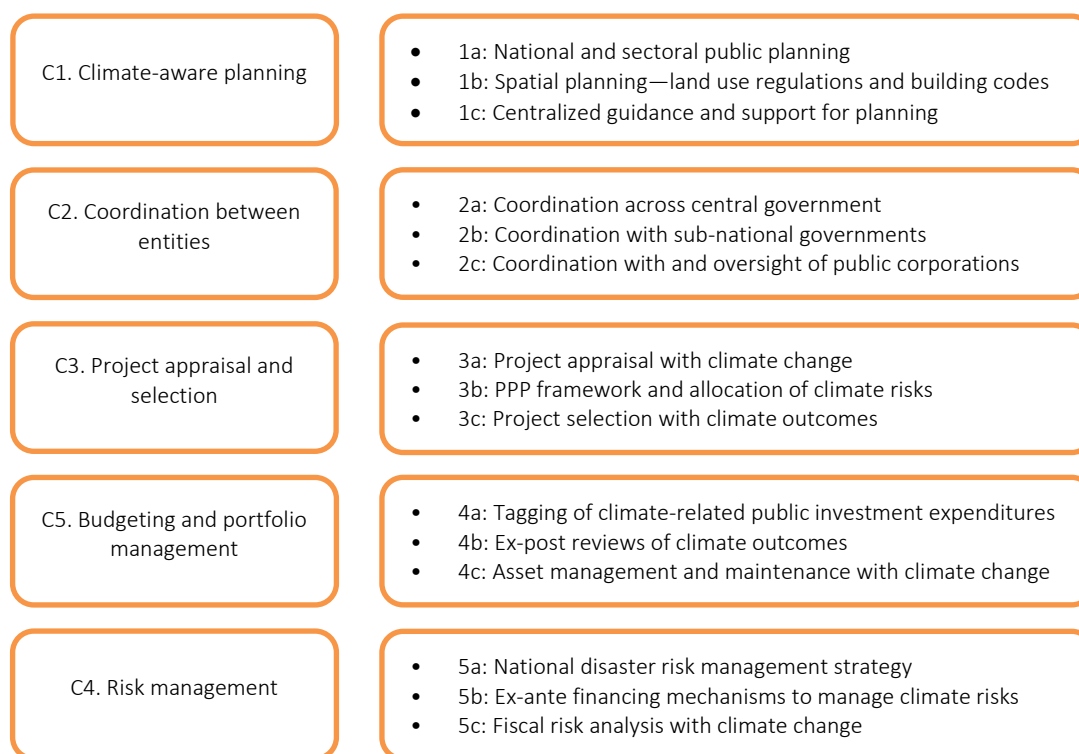 C1. Climate-aware planning
• 1a: National and sectoral public planning
• 1b: Spatial planning—land use regulations and building codes
• 1c: Centralized guidance and support for planning
C2. Coordination between
entities
• 2a: Coordination across central government
• 2b: Coordination with sub-national governments
• 2c: Coordination with and oversight of public corporations
C3. Project appraisal and
selection
• 3a: Project appraisal with climate change
• 3b: PPP framework and allocation of climate risks
• 3c: Project selection with climate outcomes
C5. Budgeting and portfolio
management
• 4a: Tagging of climate-related public investment expenditures
• 4b: Ex-post reviews of climate outcomes
• 4c: Asset management and maintenance with climate change
C4. Risk management
• 5a: National disaster risk management strategy
• 5b: Ex-ante financing mechanisms to manage climate risks
• 5c: Fiscal risk analysis with climate change